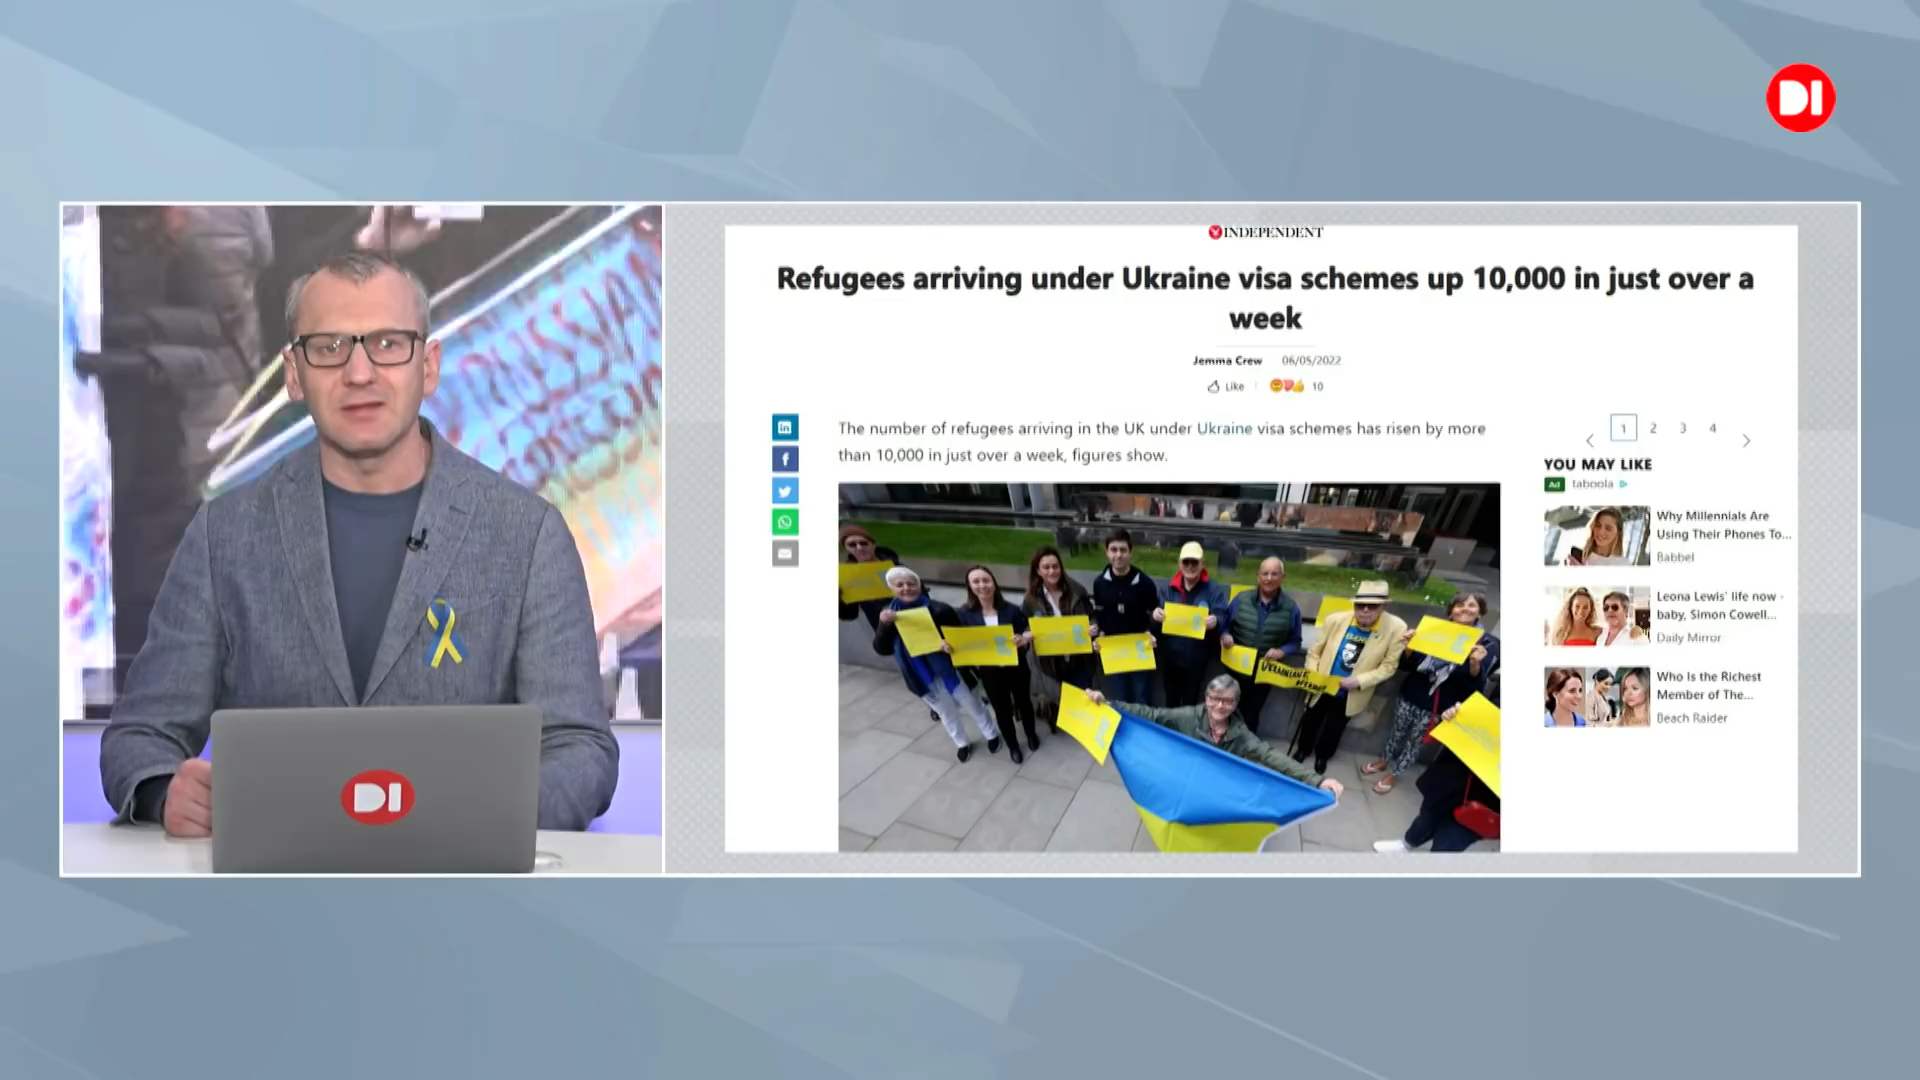 DI
INDEPENDENT
Refugees arriving under Ukraine visa schemes up 10,000 in just over a
week
Jemma Crew 06/05/2022
Like 10
The number of refugees arriving in the UK under Ukraine visa schemes has risen by more
than 10,000 in just over a week, figures show.
1 2 3 4
YOU MAY LIKE
Ad taboola
Why Millennials Are
Using Their Phones To...
Babbel
Leona Lewis' life now -
baby, Simon Cowell...
Daily Mirror
Who Is the Richest
Member of The...
Beach Raider
in
f
RUSSIAN
DI